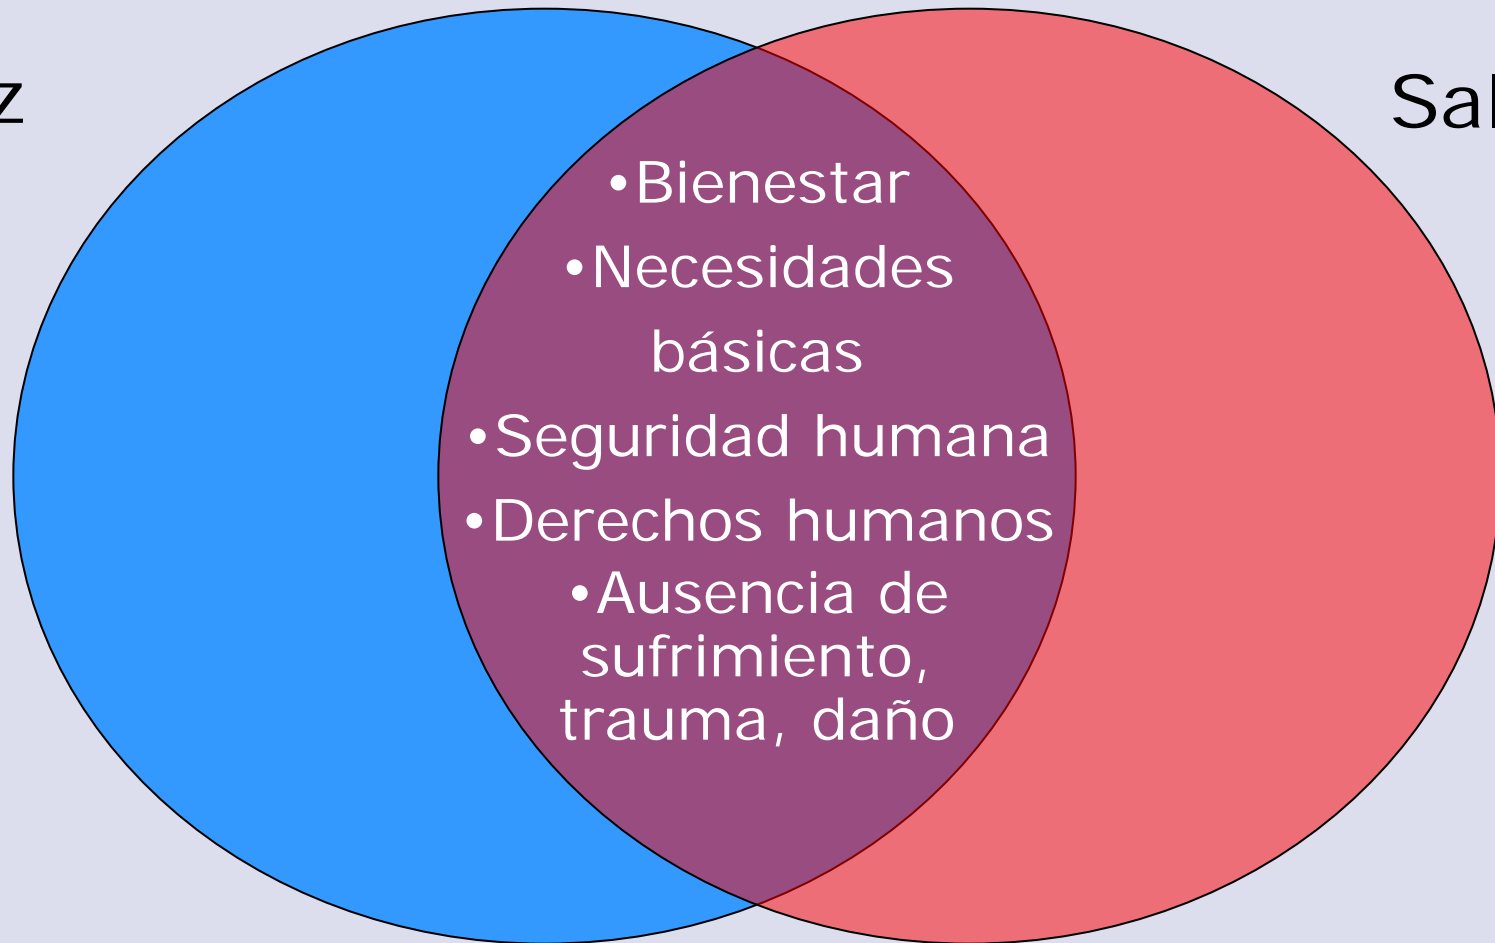 z
Sal
•Bienestar
•Necesidades
básicas
•Seguridad humana
•Derechos humanos
•Ausencia de
sufrimiento,
trauma, daño